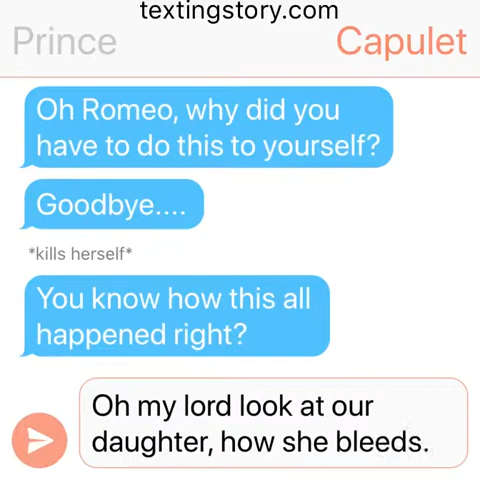 textingstory.com
Prince Capulet
Oh Romeo, why did you
have to do this to yourself?
Goodbye....
*kills herself*
You know how this all
happened right?
Oh my lord look at our
daughter, how she bleeds.